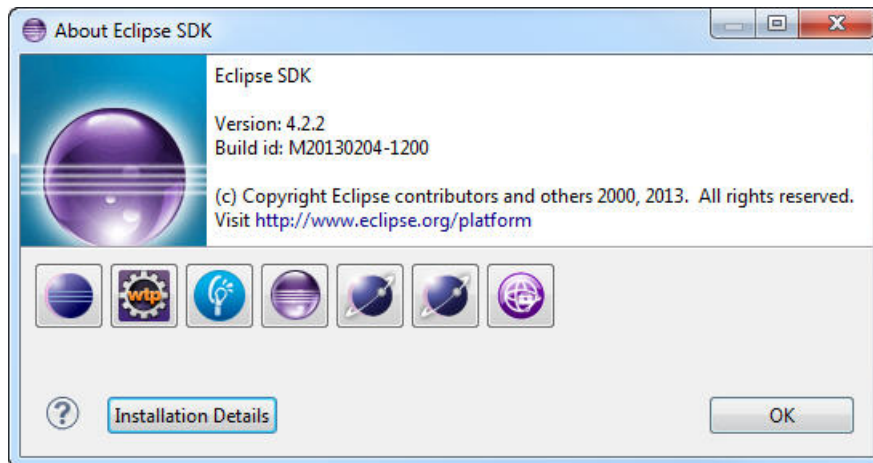 About Eclipse SDK
Eclipse SDK
Version: 4.2.2
Build id: M20130204-1200
(c) Copyright Eclipse contributors and others 2000, 2013.  All rights reserved.
Visit http://www.eclipse.org/platform
wtp
?
Installation Details
OK